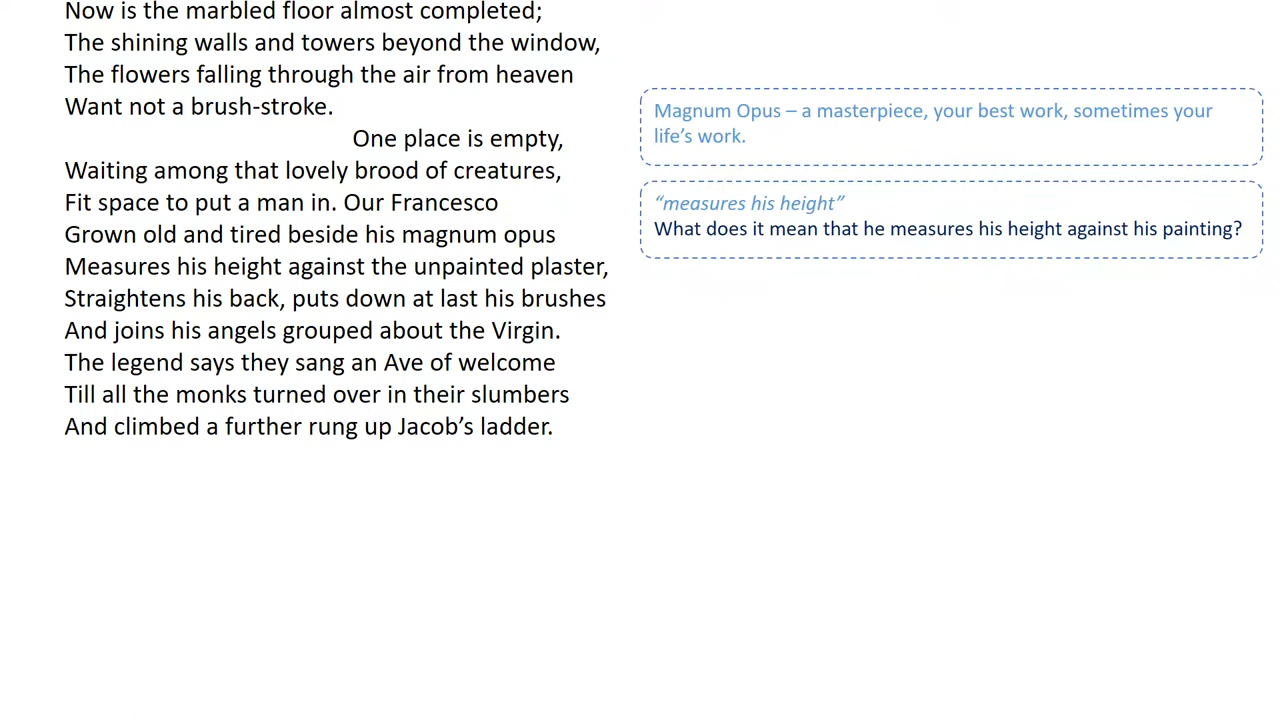 Now is the marbled floor almost completed;
The shining walls and towers beyond the window,
The flowers falling through the air from heaven
Want not a brush-stroke.
One place is empty,
Waiting among that lovely brood of creatures,
Fit space to put a man in. Our Francesco
Grown old and tired beside his magnum opus
Measures his height against the unpainted plaster,
Straightens his back, puts down at last his brushes
And joins his angels grouped about the Virgin.
The legend says they sang an Ave of welcome
Till all the monks turned over in their slumbers
And climbed a further rung up Jacob’s ladder.
Magnum Opus – a masterpiece, your best work, sometimes your
life’s work.
“measures his height”
What does it mean that he measures his height against his painting?